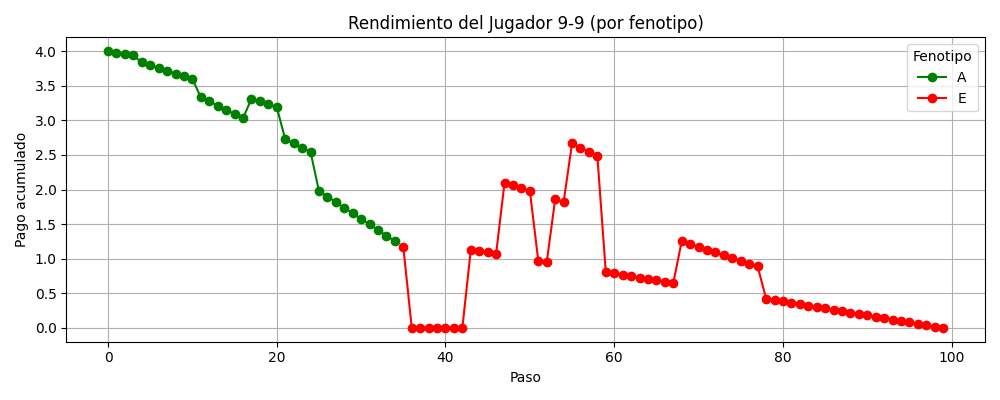 Rendimiento del Jugador 9-9 (por fenotipo)
Fenotipo
A
E
Pago acumulado
4.0
3.5
3.0
2.5
2.0
1.5
1.0
0.5
0.0
0 20 40 60 80 100
Paso